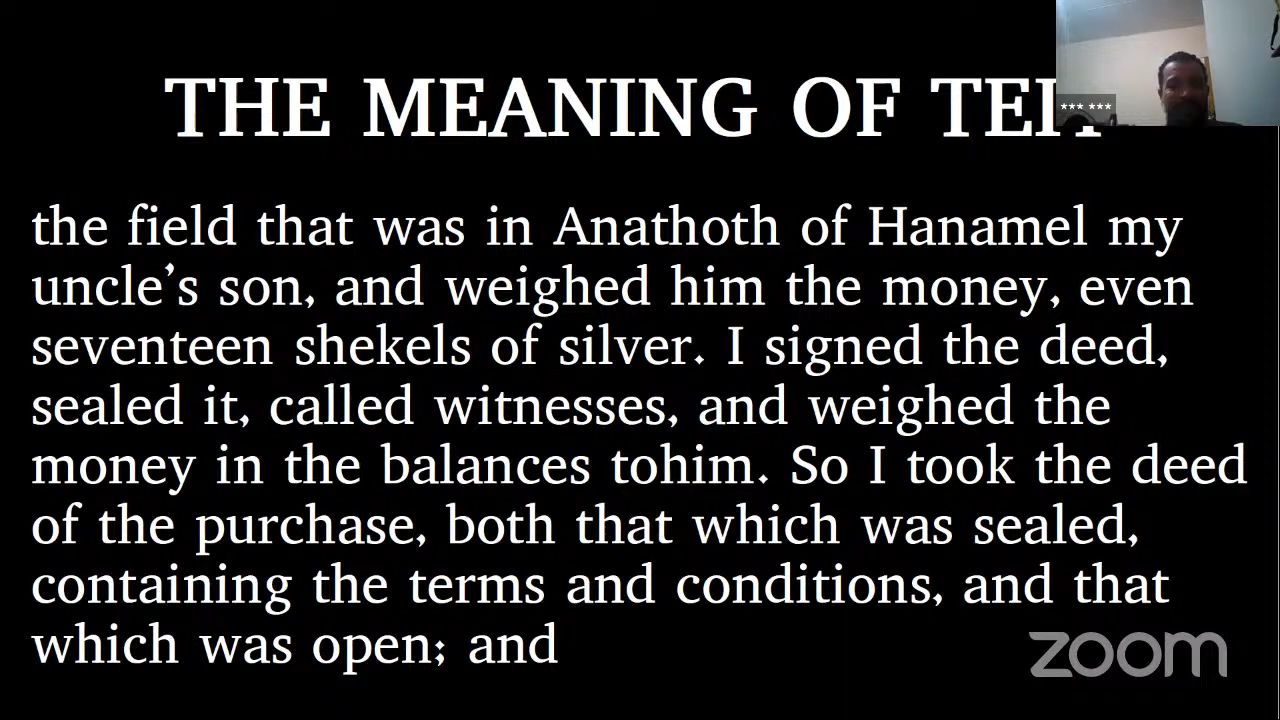 THE MEANING OF
*** ***
the field that was in Anathoth of Hanamel my
uncle’s son, and weighed him the money, even
seventeen shekels of silver. I signed the deed,
sealed it, called witnesses, and weighed the
money in the balances tohim. So I took the deed
of the purchase, both that which was sealed,
containing the terms and conditions, and that
which was open; and
zoom